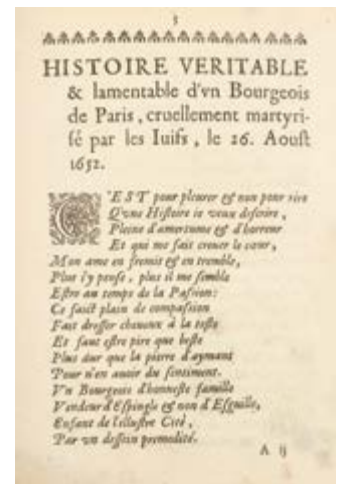 3
HISTOIRE VERITABLE
& lamentable d'vn Bourgeois
de Paris, cruellement martyri-
sé par les Iuifs, le 26. Aoust
1652.
C'EST pour pleurer & non pour rire
Qu'vne Histoire ie veux descrire,
Pleine d'amertume & d'horreur
Et qui me fait creuer le cœur,
Mon ame en fremit & en tremble,
Plus i'y pense, plus il me semble
Estre au temps de la Passion:
Ce faict plain de compassion
Fait dresser cheueux à la teste
Et faut estre pire que beste
Plus dur que la pierre d'aymant
Pour n'en auoir du sentiment.
Vn Bourgeois d'honneste famille
Vendeur d'Espingle & non d'Esguille,
Enfant de l'illustre Cité,
Par vn dessein premedité.
A ij